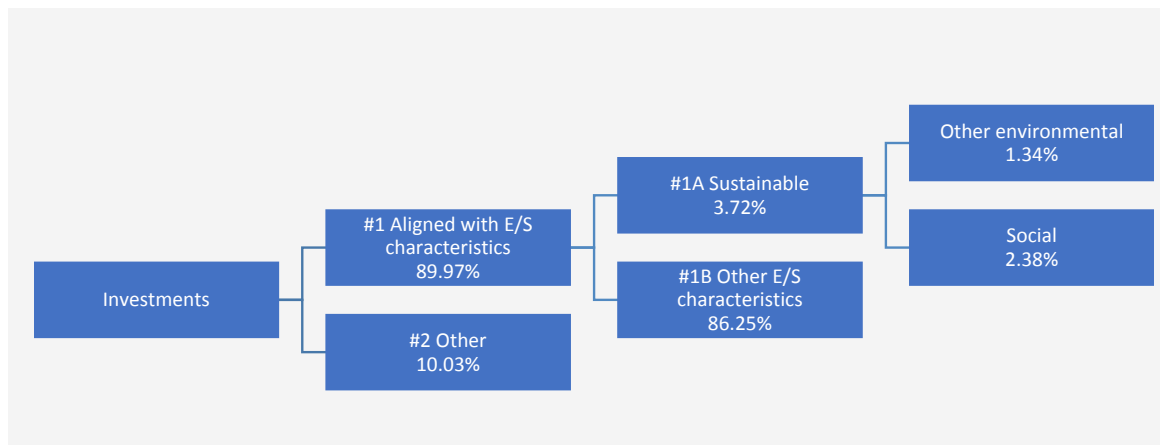 Investments
#1 Aligned with E/S
characteristics
89.97%
#2 Other
10.03%
#1A Sustainable
3.72%
#1B Other E/S
characteristics
86.25%
Other environmental
1.34%
Social
2.38%